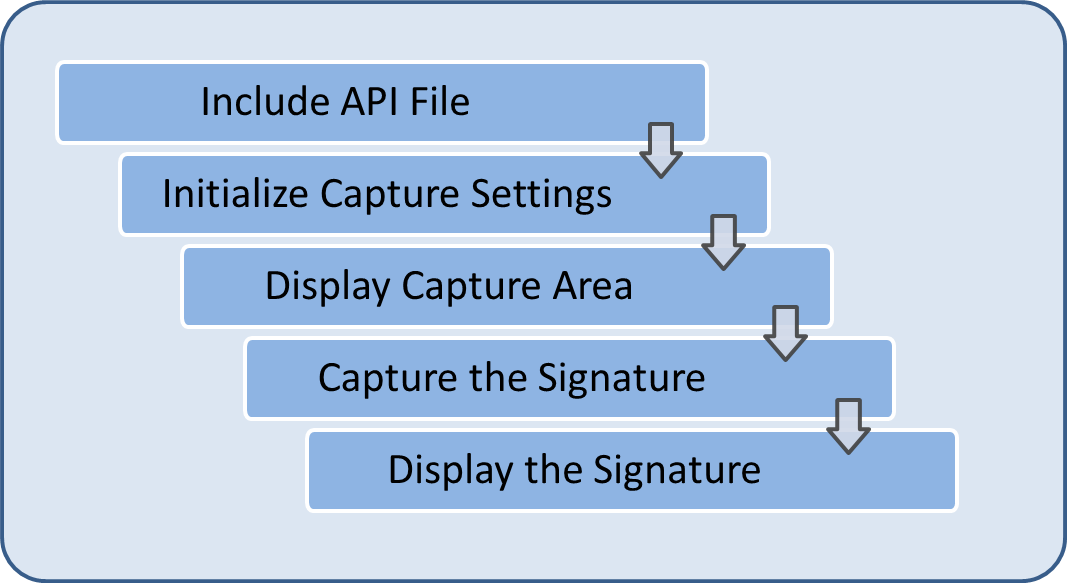 Include API File
Initialize Capture Settings
Display Capture Area
Capture the Signature
Display the Signature